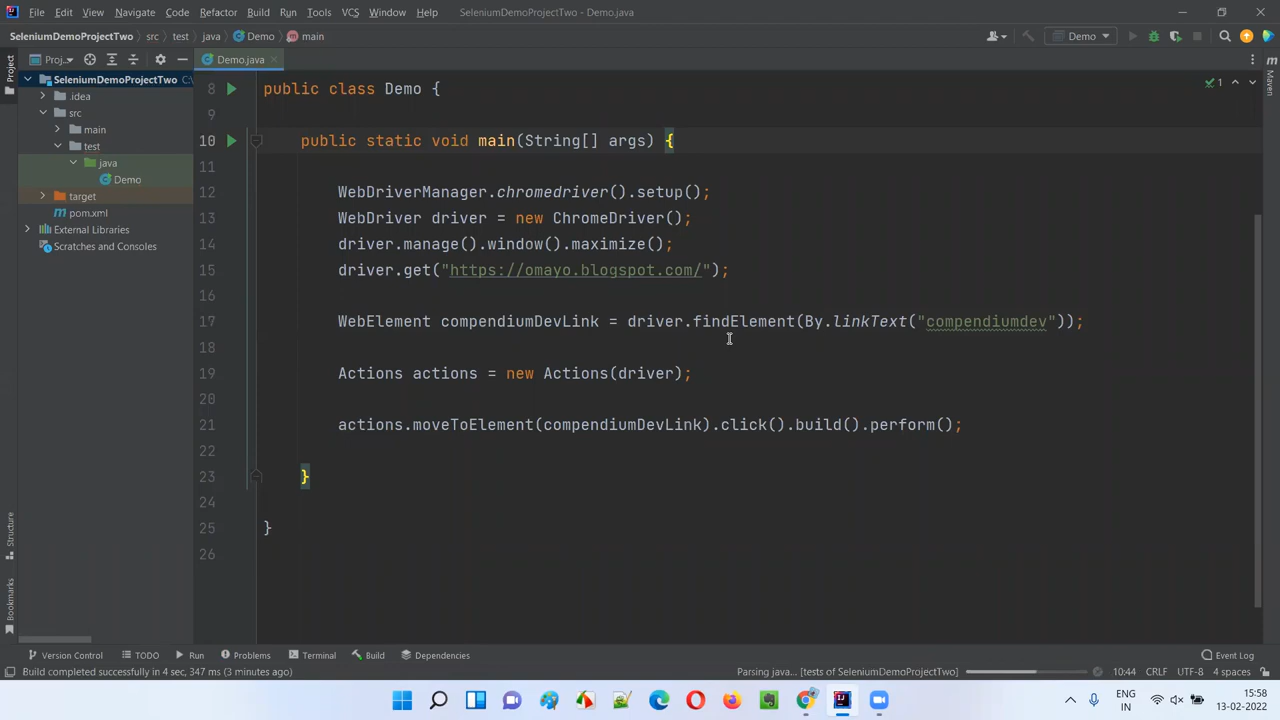 File Edit View Navigate Code Refactor Build Run Tools VCS Window Help SeleniumDemoProjectTwo - Demo.java
SeleniumDemoProjectTwo src test java Demo main Demo
Proj... Demo.java
Project
Maven
SeleniumDemoProjectTwo C:\
.idea
src
main
test
java
Demo
target
pom.xml
External Libraries
Scratches and Consoles
1
8 public class Demo {
9
10 public static void main(String[] args) {
11
12 WebDriverManager.chromedriver().setup();
13 WebDriver driver = new ChromeDriver();
14 driver.manage().window().maximize();
15 driver.get("https://omayo.blogspot.com/");
16
17 WebElement compendiumDevLink = driver.findElement(By.linkText("compendiumdev"));
18
19 Actions actions = new Actions(driver);
20
21 actions.moveToElement(compendiumDevLink).click().build().perform();
22
23 }
24
25 }
26
Structure
Bookmarks
Version Control TODO Run Problems Terminal Build Dependencies Event Log
Build completed successfully in 4 sec, 347 ms (3 minutes ago) Parsing java... [tests of SeleniumDemoProjectTwo] 10:44 CRLF UTF-8 4 spaces
ENG 15:58
IN 13-02-2022